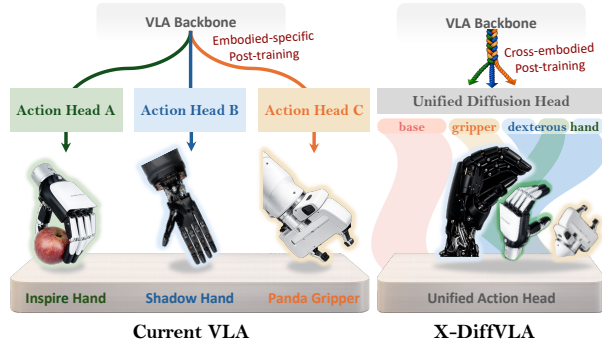 VLA Backbone
Embodied-specific
Post-training
Action Head A
Action Head B
Action Head C
Inspire Hand
Shadow Hand
Panda Gripper
Current VLA
VLA Backbone
Cross-embodied
Post-training
Unified Diffusion Head
base
gripper
dexterous hand
Unified Action Head
X-DiffVLA